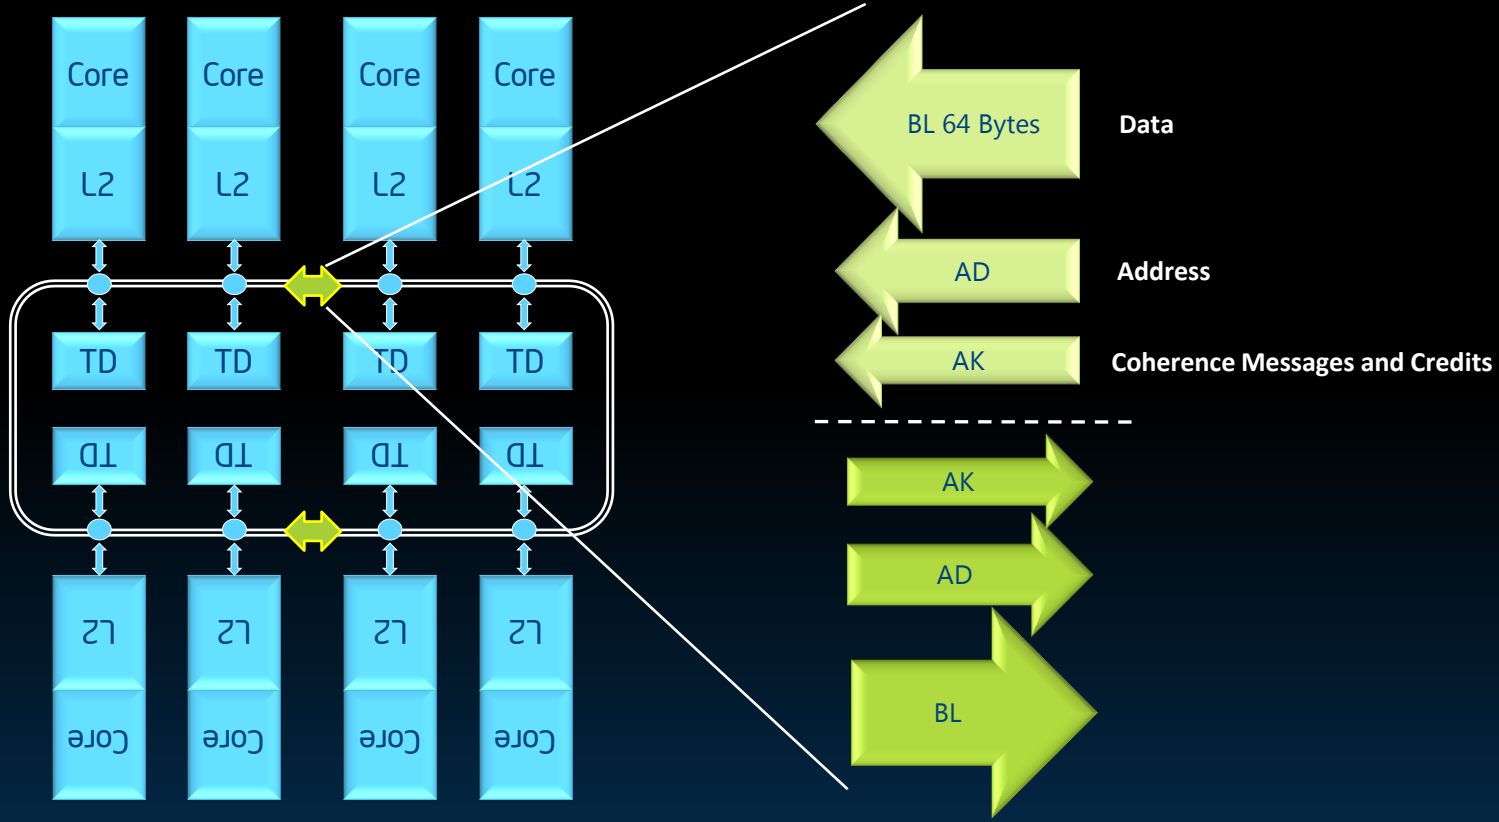 Core Core Core Core
L2 L2 L2 L2
TD TD TD TD
TD TD TD TD
L2 L2 L2 L2
Core Core Core Core
BL 64 Bytes
Data
AD
Address
AK
Coherence Messages and Credits
AK
AD
BL